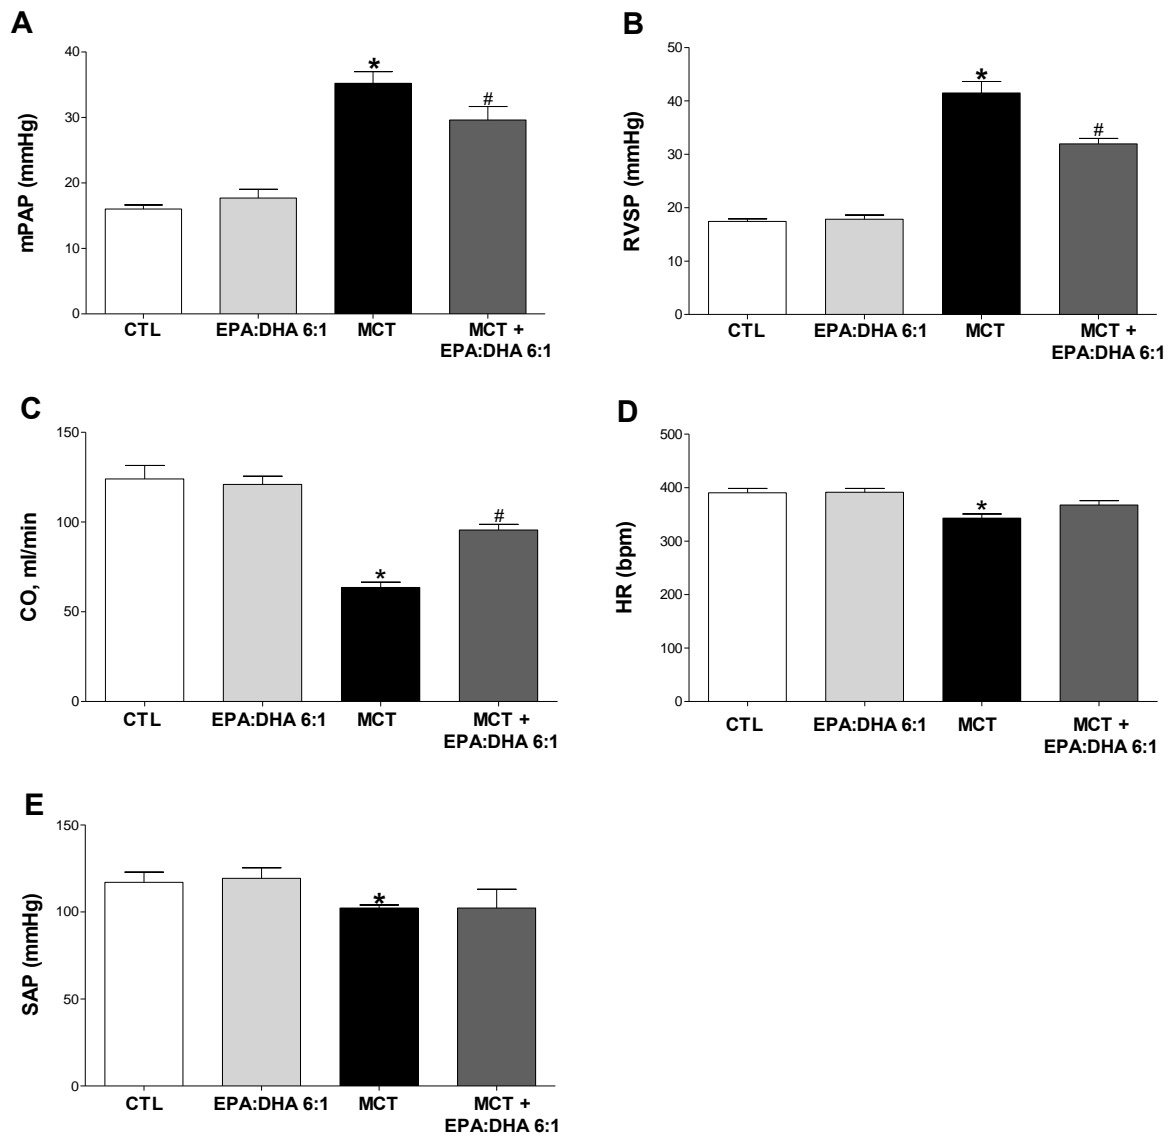 A
mPAP (mmHg)
40
30
20
10
0
*
#
CTL
EPA:DHA 6:1
MCT
MCT +
EPA:DHA 6:1
B
RVSP (mmHg)
50
40
30
20
10
0
*
#
CTL
EPA:DHA 6:1
MCT
MCT +
EPA:DHA 6:1
C
CO, ml/min
150
100
50
0
*
#
CTL
EPA:DHA 6:1
MCT
MCT +
EPA:DHA 6:1
D
HR (bpm)
500
400
300
200
100
0
*
CTL
EPA:DHA 6:1
MCT
MCT +
EPA:DHA 6:1
E
SAP (mmHg)
150
100
50
0
*
CTL
EPA:DHA 6:1
MCT
MCT +
EPA:DHA 6:1